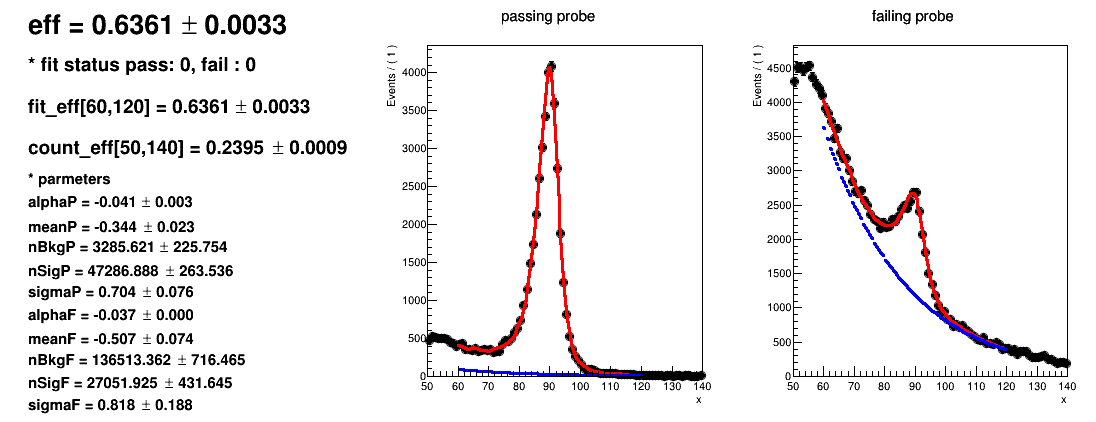 eff = 0.6361 ± 0.0033
* fit status pass: 0, fail : 0
fit_eff[60,120] = 0.6361 ± 0.0033
count_eff[50,140] = 0.2395 ± 0.0009
* parmeters
alphaP = -0.041 ± 0.003
meanP = -0.344 ± 0.023
nBkgP = 3285.621 ± 225.754
nSigP = 47286.888 ± 263.536
sigmaP = 0.704 ± 0.076
alphaF = -0.037 ± 0.000
meanF = -0.507 ± 0.074
nBkgF = 136513.362 ± 716.465
nSigF = 27051.925 ± 431.645
sigmaF = 0.818 ± 0.188
passing probe
Events / ( 1 )
4000
3500
3000
2500
2000
1500
1000
500
0
50 60 70 80 90 100 110 120 130 140
x
failing probe
Events / ( 1 )
4500
4000
3500
3000
2500
2000
1500
1000
500
0
50 60 70 80 90 100 110 120 130 140
x